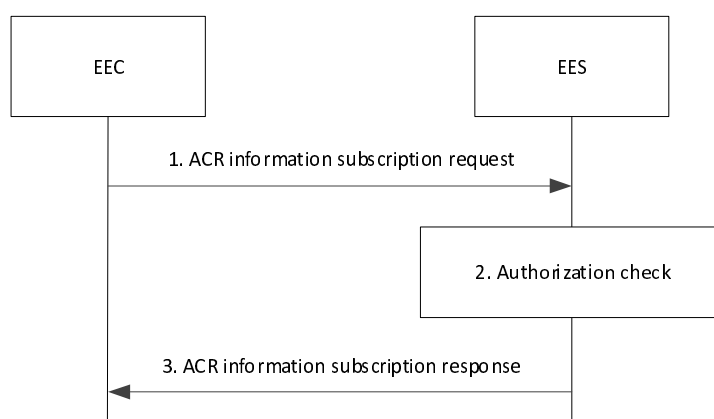 EEC
EES
1. ACR information subscription request
2. Authorization check
3. ACR information subscription response